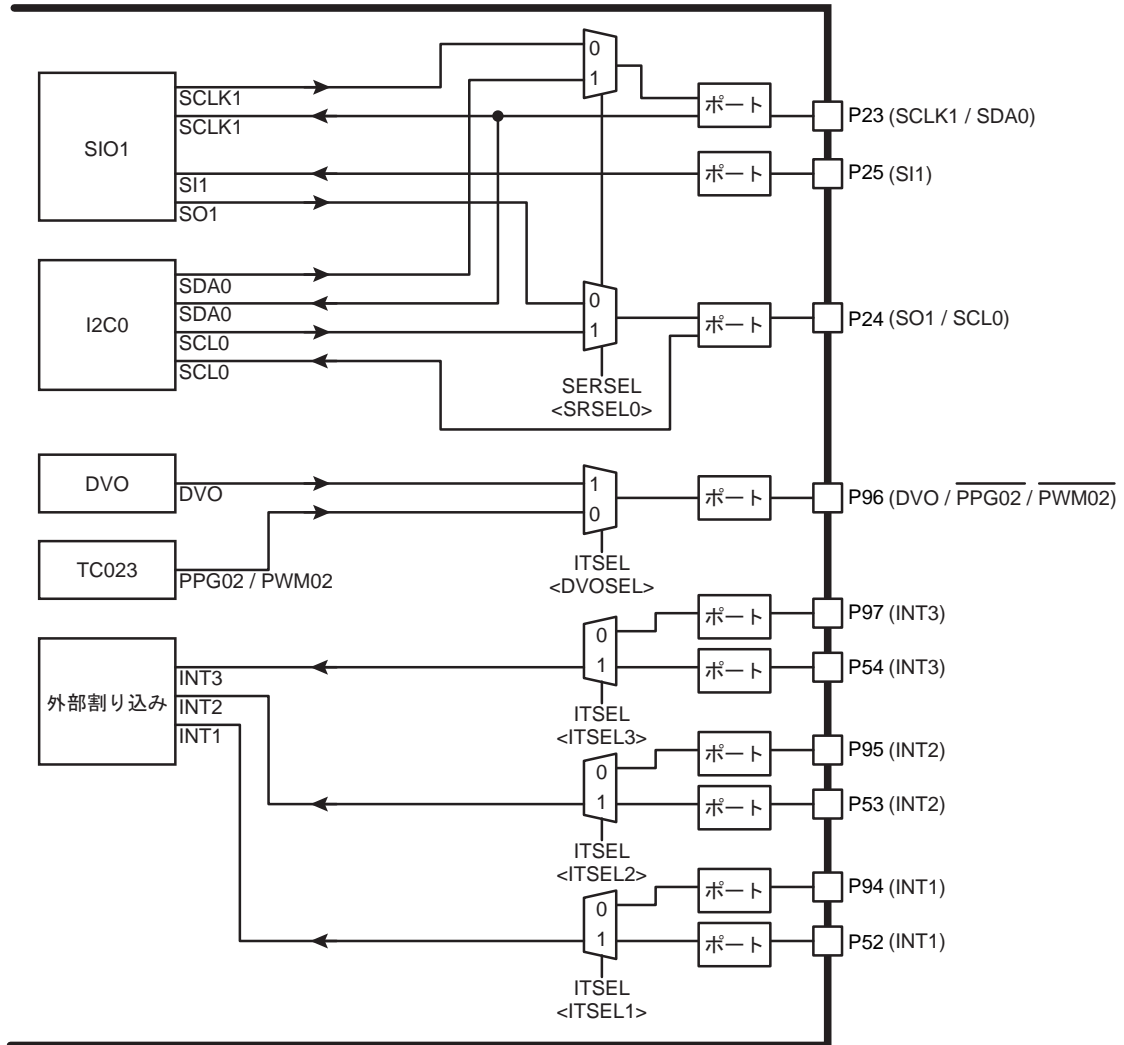 0
1
SCLK1
SCLK1
SIO1
SI1
SO1
ポート
P23 (SCLK1 / SDA0)
ポート
P25 (SI1)
SDA0
SDA0
I2C0
SCL0
SCL0
0
1
ポート
P24 (SO1 / SCL0)
SERSEL
<SRSEL0>
DVO
DVO
1
0
ポート
P96 (DVO / PPG02 / PWM02)
TC023
PPG02 / PWM02
ITSEL
<DVOSEL>
ポート
P97 (INT3)
0
1
ポート
P54 (INT3)
外部割り込み
INT3
INT2
INT1
ITSEL
<ITSEL3>
ポート
P95 (INT2)
0
1
ポート
P53 (INT2)
ITSEL
<ITSEL2>
ポート
P94 (INT1)
0
1
ポート
P52 (INT1)
ITSEL
<ITSEL1>